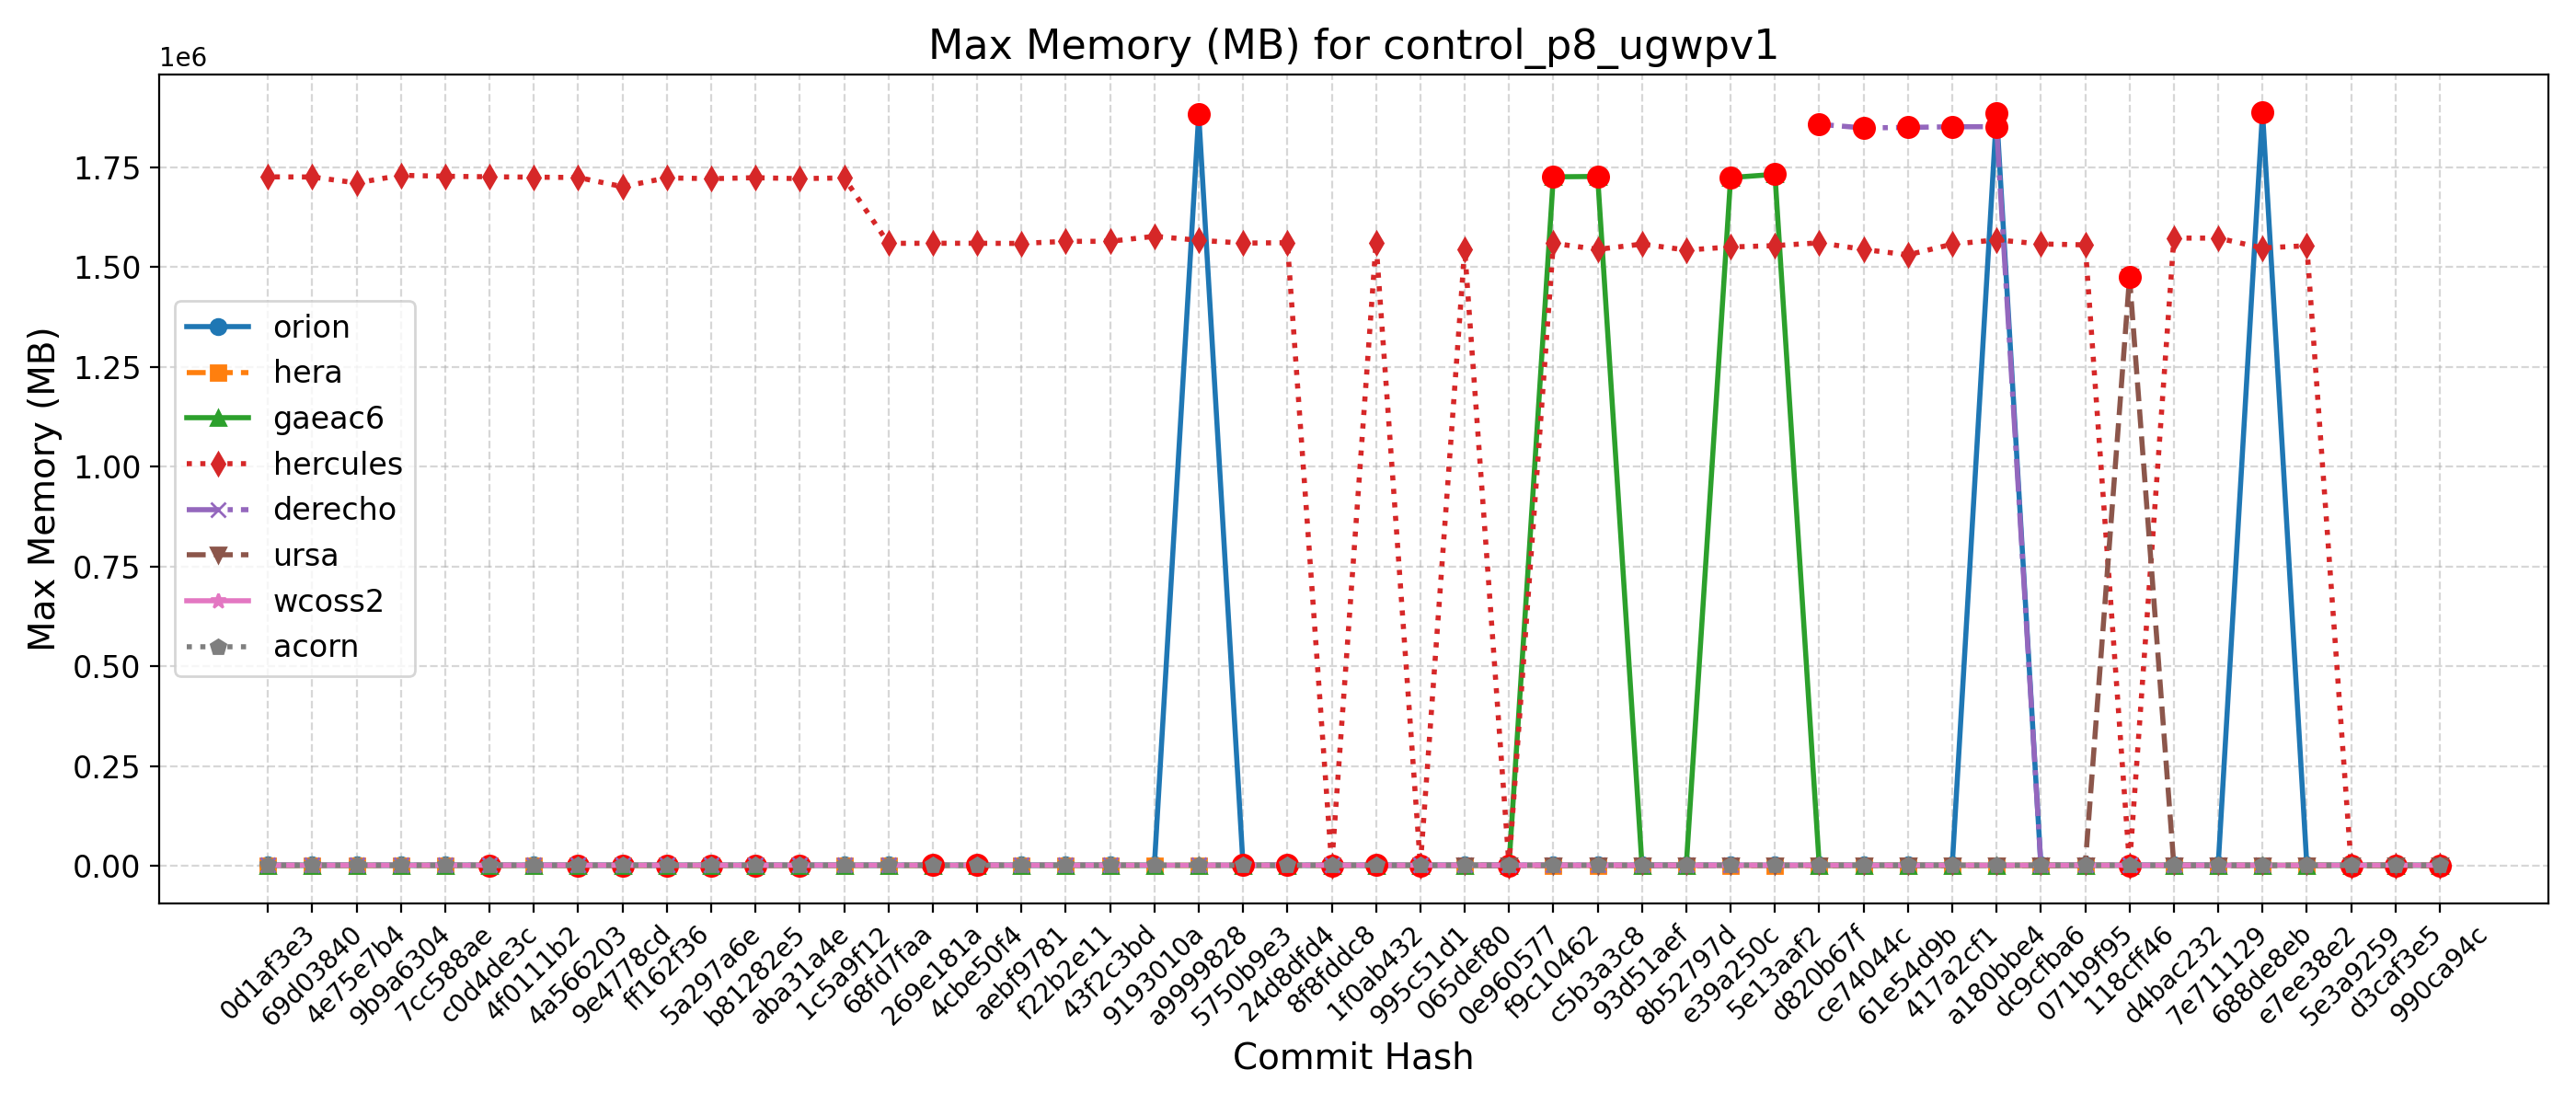 Max Memory (MB) for control_p8_ugwpv1
1e6
1.75
1.50
1.25
1.00
0.75
0.50
0.25
0.00
Max Memory (MB)
orion
hera
gaeac6
hercules
derecho
ursa
wcoss2
acorn
0d1af3e3
69d03840
4e75e7b4
9b9a6304
7cc588ae
c0d4de3c
4f0111b2
4a566203
9e4778cd
ff162f36
5a297a6e
b81282e5
aba31a4e
1c5a9f12
68fd7faa
269e181a
4cbe50f4
aebf9781
f22b2e11
43f2c3bd
9193010a
a9999828
5750b9e3
24d8dfd4
8f8fddc8
1f0ab432
995c51d1
065def80
0e960577
f9c10462
c5b3a3c8
93d51aef
8b52797d
e39a250c
5e13aaf2
d820b67f
ce74044c
61e54d9b
417a2cf1
a180bbe4
dc9cfba6
071b9f95
118cff46
d4bac232
7e711129
688de8eb
e7ee38e2
5e3a9259
d3caf3e5
990ca94c
Commit Hash